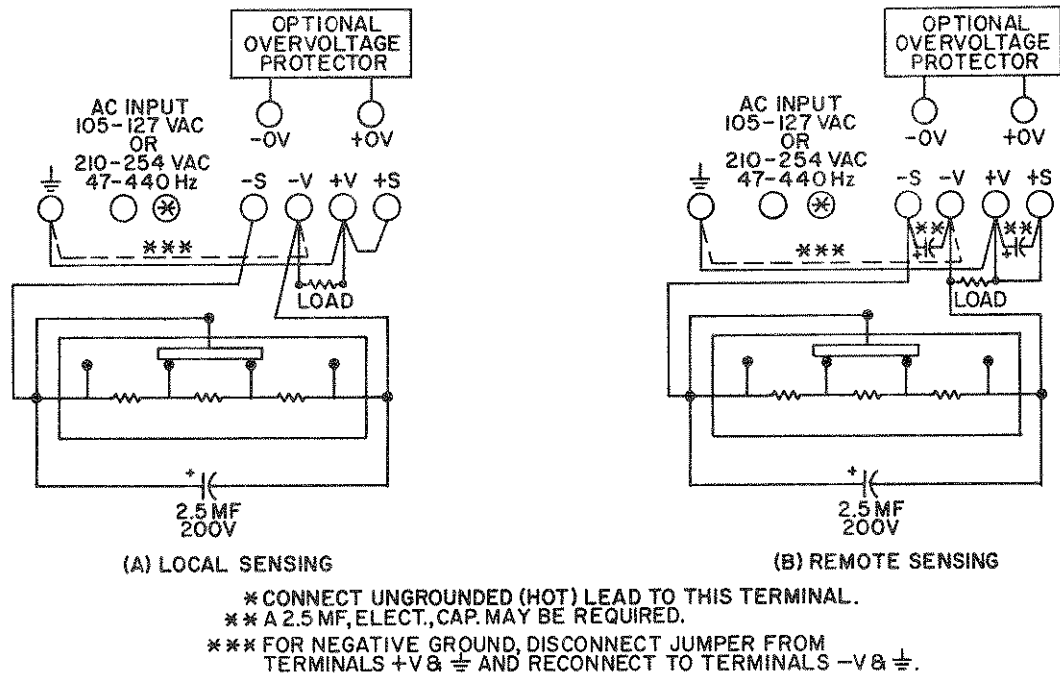 OPTIONAL
OVERVOLTAGE
PROTECTOR
-OV
+OV
AC INPUT
105-127 VAC
OR
210-254 VAC
47-440 Hz
-S
-V
+V
+S
*
***
LOAD
+
2.5 MF
200V
(A) LOCAL SENSING
OPTIONAL
OVERVOLTAGE
PROTECTOR
-OV
+OV
AC INPUT
105-127 VAC
OR
210-254 VAC
47-440 Hz
-S
-V
+V
+S
*
**
+
**
+
***
LOAD
+
2.5 MF
200V
(B) REMOTE SENSING
* CONNECT UNGROUNDED (HOT) LEAD TO THIS TERMINAL.
** A 2.5 MF, ELECT., CAP. MAY BE REQUIRED.
*** FOR NEGATIVE GROUND, DISCONNECT JUMPER FROM
TERMINALS +V & ⏚ AND RECONNECT TO TERMINALS -V & ⏚.